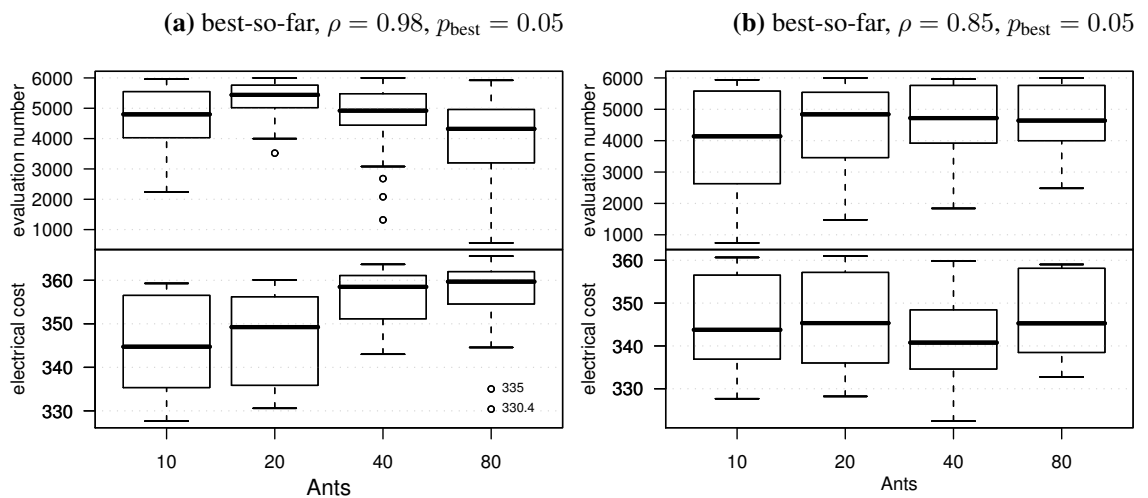 (a) best-so-far, ρ = 0.98, p_best = 0.05
evaluation number
6000
5000
4000
3000
2000
1000
electrical cost
360
350
340
330
335
330.4
10 20 40 80
Ants
(b) best-so-far, ρ = 0.85, p_best = 0.05
evaluation number
6000
5000
4000
3000
2000
1000
electrical cost
360
350
340
330
10 20 40 80
Ants